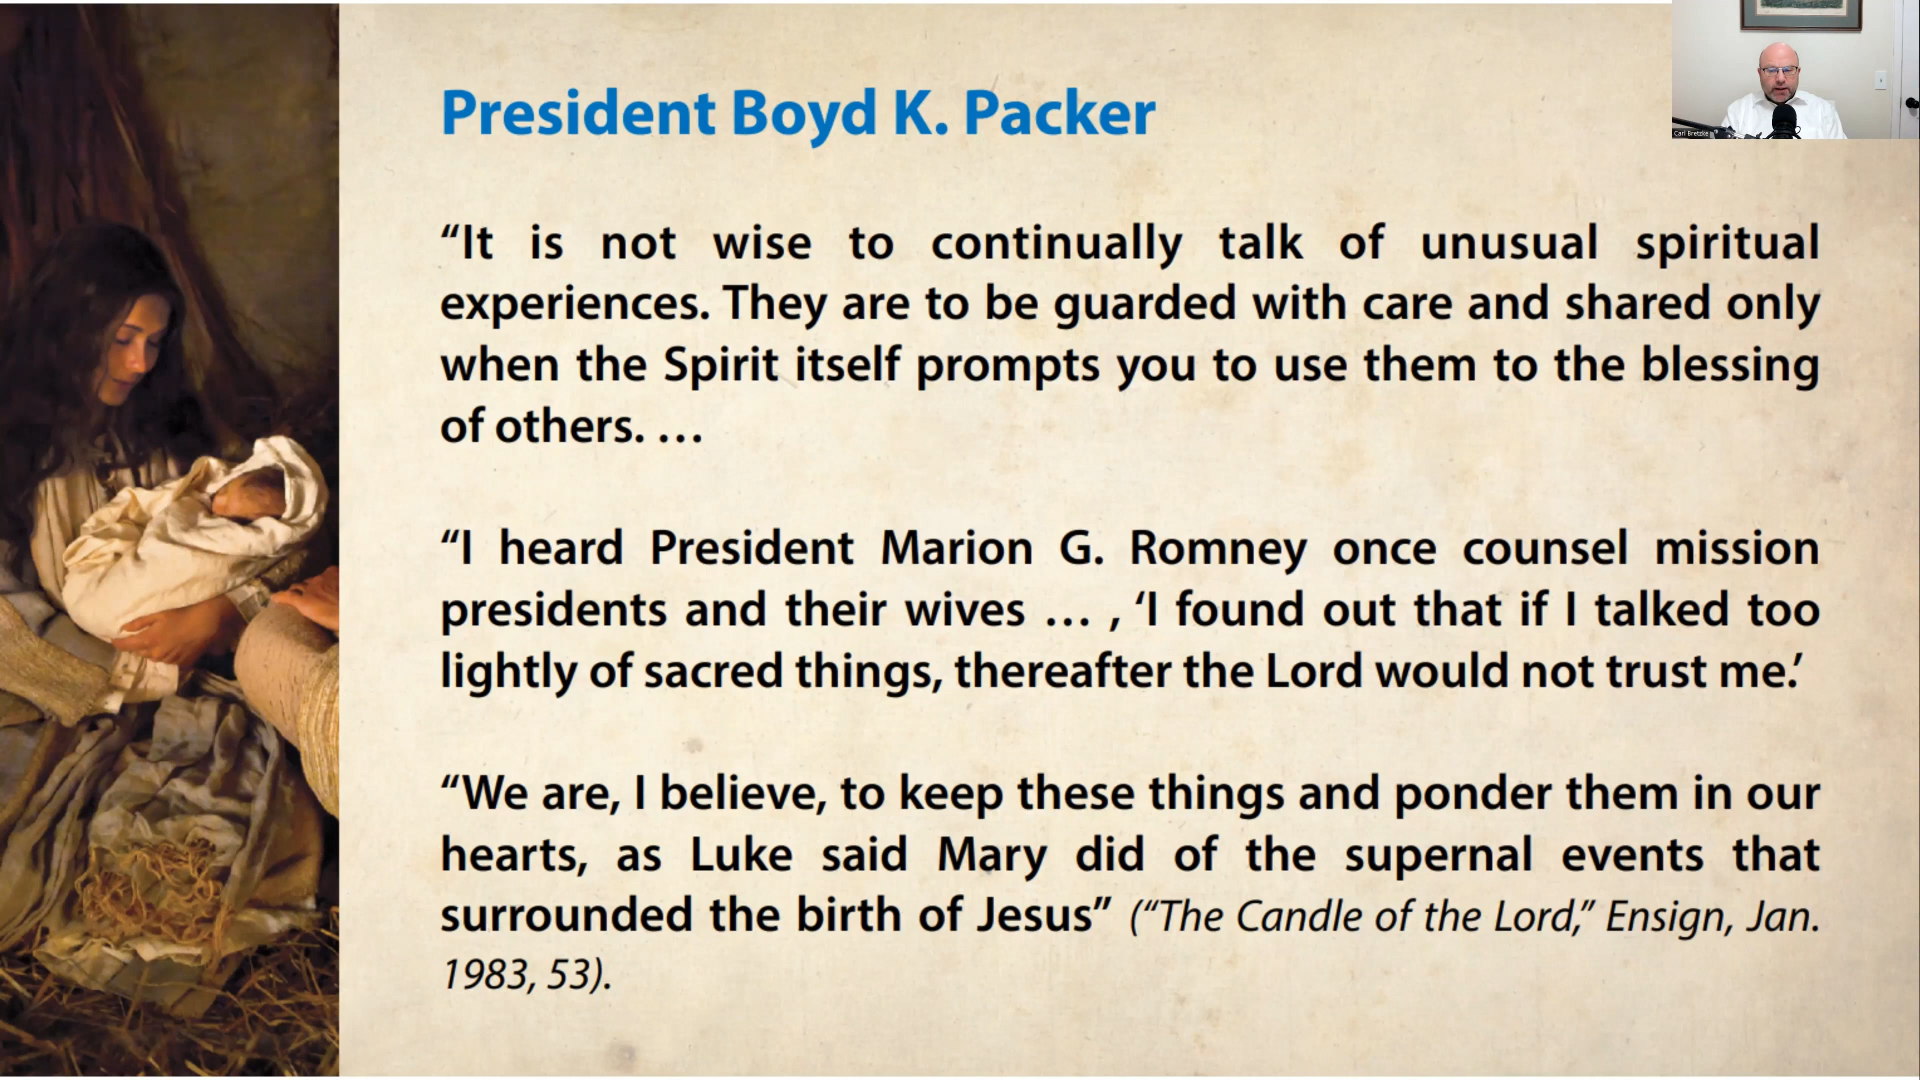 President Boyd K. Packer
“It is not wise to continually talk of unusual spiritual
experiences. They are to be guarded with care and shared only
when the Spirit itself prompts you to use them to the blessing
of others. …
“I heard President Marion G. Romney once counsel mission
presidents and their wives … , ‘I found out that if I talked too
lightly of sacred things, thereafter the Lord would not trust me.’
“We are, I believe, to keep these things and ponder them in our
hearts, as Luke said Mary did of the supernal events that
surrounded the birth of Jesus” (“The Candle of the Lord,” Ensign, Jan.
1983, 53).
Carl Bretzke